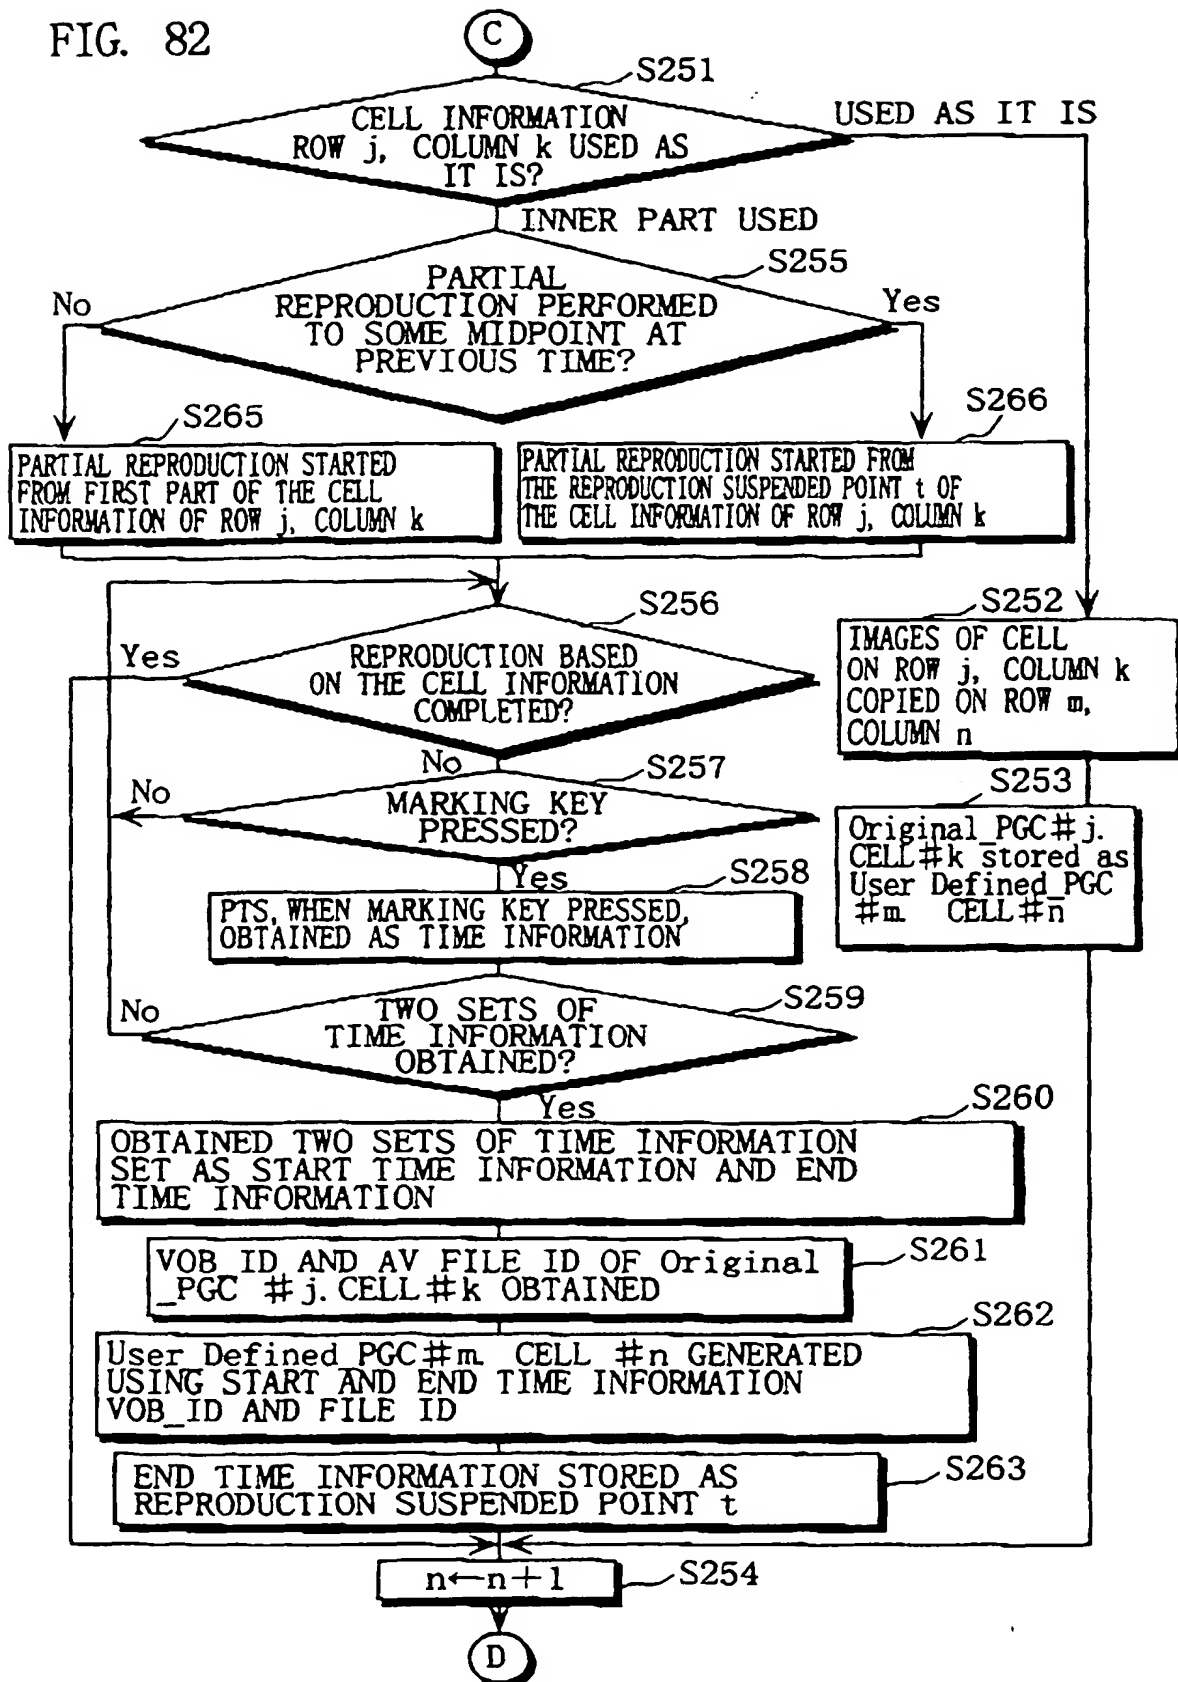 FIG. 82
C
S251
CELL INFORMATION
ROW j, COLUMN k USED AS
IT IS?
USED AS IT IS
INNER PART USED
S255
PARTIAL
REPRODUCTION PERFORMED
TO SOME MIDPOINT AT
PREVIOUS TIME?
No
Yes
S265
PARTIAL REPRODUCTION STARTED
FROM FIRST PART OF THE CELL
INFORMATION OF ROW j, COLUMN k
S266
PARTIAL REPRODUCTION STARTED FROM
THE REPRODUCTION SUSPENDED POINT t OF
THE CELL INFORMATION OF ROW j, COLUMN k
S256
Yes
REPRODUCTION BASED
ON THE CELL INFORMATION
COMPLETED?
No
S252
IMAGES OF CELL
ON ROW j, COLUMN k
COPIED ON ROW m,
COLUMN n
S257
No
MARKING KEY
PRESSED?
Yes
S253
Original_PGC#j.
CELL#k stored as
User Defined_PGC
#m CELL#n
S258
PTS, WHEN MARKING KEY PRESSED,
OBTAINED AS TIME INFORMATION
S259
No
TWO SETS OF
TIME INFORMATION
OBTAINED?
Yes
S260
OBTAINED TWO SETS OF TIME INFORMATION
SET AS START TIME INFORMATION AND END
TIME INFORMATION
S261
VOB_ID AND AV FILE ID OF Original
_PGC #j. CELL#k OBTAINED
S262
User_Defined_PGC#m CELL #n GENERATED
USING START AND END TIME INFORMATION
VOB_ID AND FILE ID
S263
END TIME INFORMATION STORED AS
REPRODUCTION SUSPENDED POINT t
S254
n←n+1
D